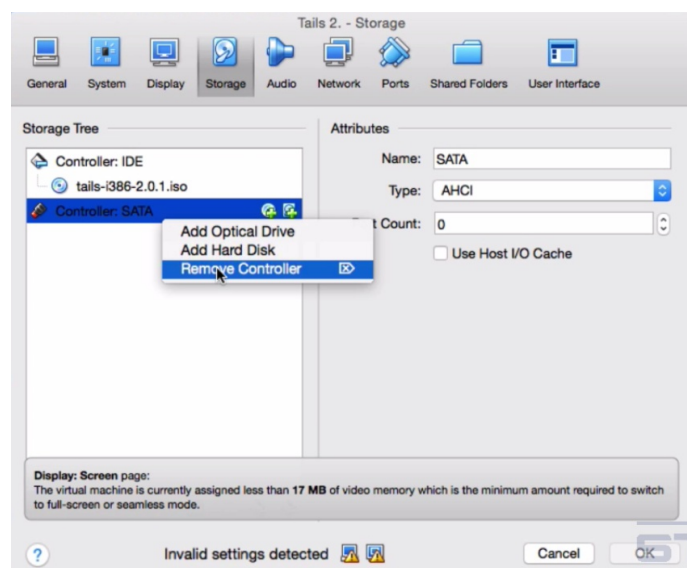 Tails 2. - Storage
General System Display Storage Audio Network Ports Shared Folders User Interface
Storage Tree
Controller: IDE
tails-i386-2.0.1.iso
Controller: SATA
Add Optical Drive
Add Hard Disk
Remove Controller
Attributes
Name: SATA
Type: AHCI
t Count: 0
Use Host I/O Cache
Display: Screen page:
The virtual machine is currently assigned less than 17 MB of video memory which is the minimum amount required to switch
to full-screen or seamless mode.
? Invalid settings detected Cancel OK